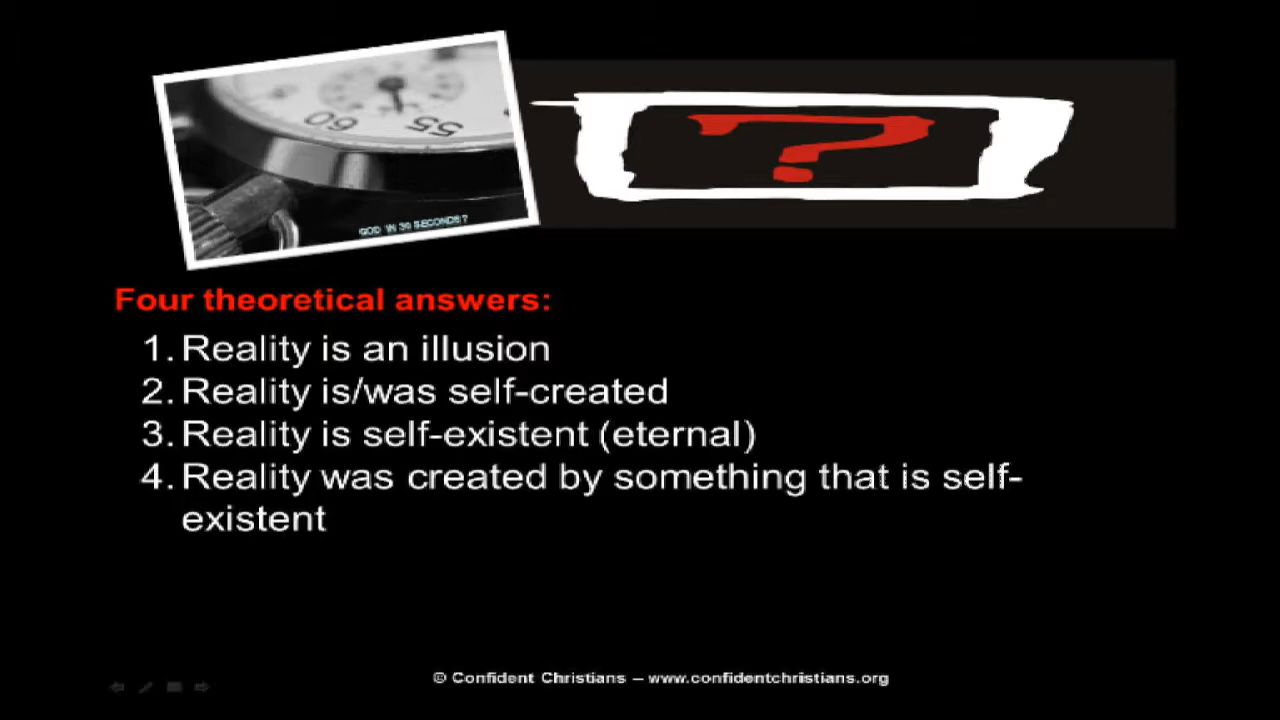 60
55
GOD IN 30 SECONDS?
?
Four theoretical answers:
1. Reality is an illusion
2. Reality is/was self-created
3. Reality is self-existent (eternal)
4. Reality was created by something that is self-
existent
© Confident Christians – www.confidentchristians.org